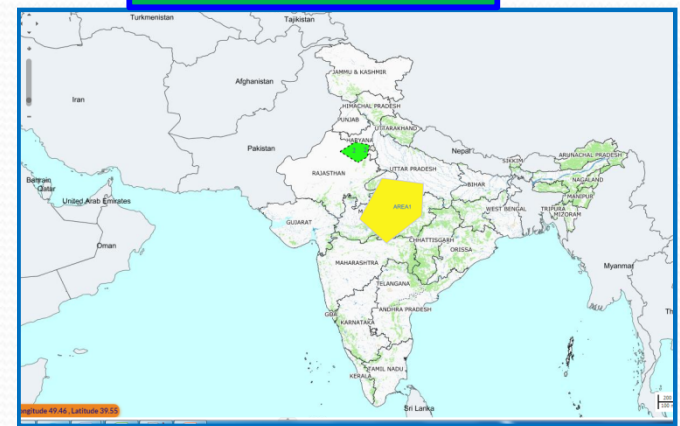 Turkmenistan
Tajikistan
JAMMU & KASHMIR
Afghanistan
Iran
HIMACHAL PRADESH
PUNJAB
UTTARAKHAND
HARYANA
Pakistan
Nepal
SIKKIM
ARUNACHAL PRADESH
RAJASTHAN
UTTAR PRADESH
Bahrain
Qatar
BIHAR
NAGALAND
MANIPUR
United Arab Emirates
AREA1
WEST BENGAL
TRIPURA
MIZORAM
GUJARAT
Oman
CHHATTISGARH
ORISSA
MAHARASHTRA
Myanmar
TELANGANA
GOA
KARNATAKA
ANDHRA PRADESH
TAMIL NADU
KERALA
Sri Lanka
ngitude 49.46 , Latitude 39.55
200
100